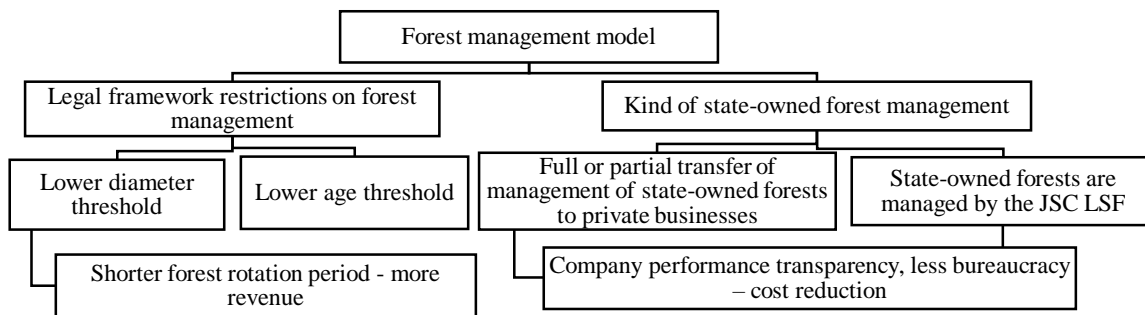 Forest management model
Legal framework restrictions on forest
management
Kind of state-owned forest management
Lower diameter
threshold
Lower age threshold
Full or partial transfer of
management of state-owned forests
to private businesses
State-owned forests are
managed by the JSC LSF
Shorter forest rotation period - more
revenue
Company performance transparency, less bureaucracy
– cost reduction